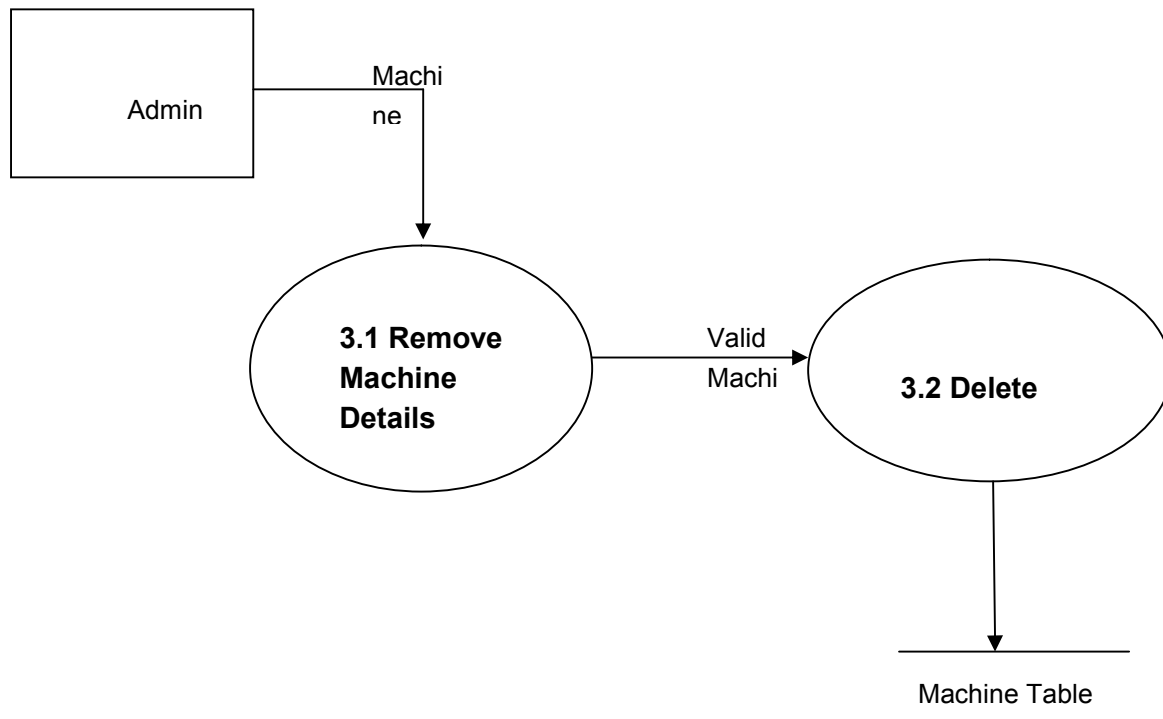 Admin
Machi
ne
3.1 Remove
Machine
Details
Valid
Machi
3.2 Delete
Machine Table